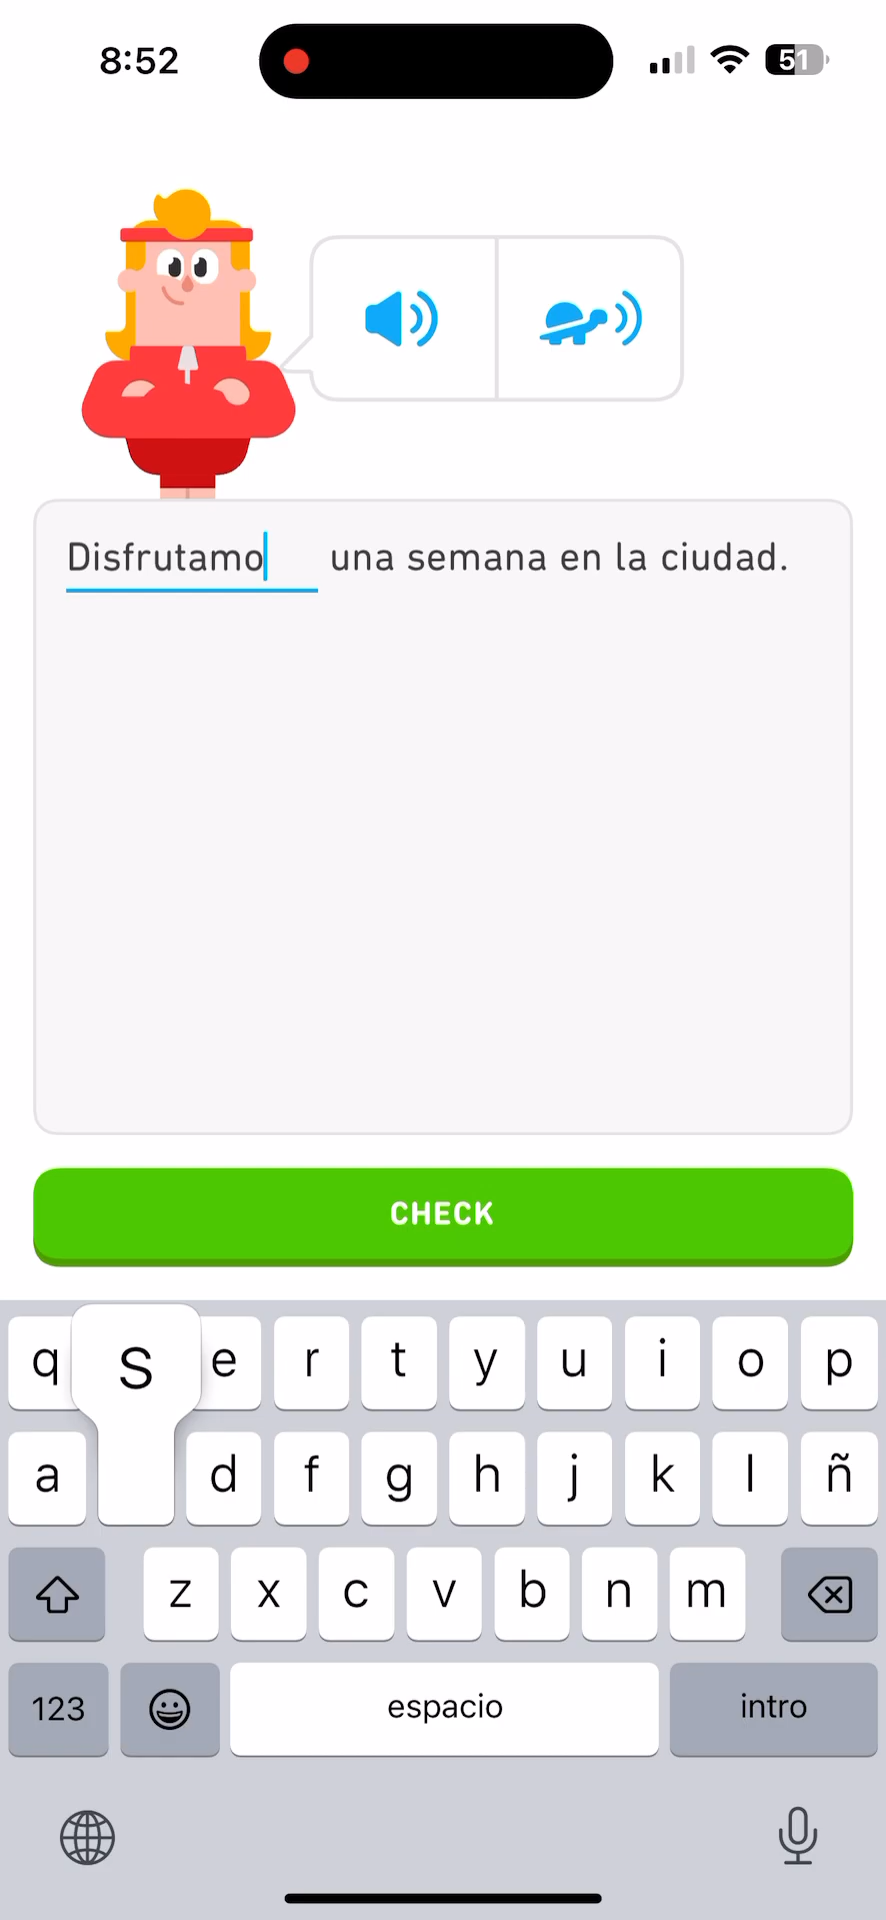 8:52
51
Disfrutamo una semana en la ciudad.
CHECK
q s e r t y u i o p
a d f g h j k l ñ
z x c v b n m
123 espacio intro